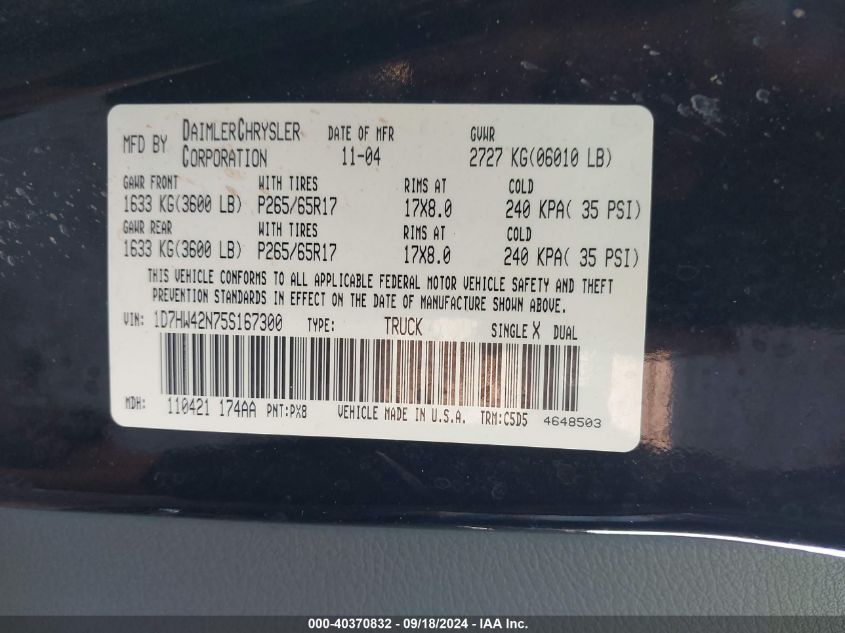 MFD BY DAIMLERCHRYSLER CORPORATION
DATE OF MFR
11-04
GVWR
2727 KG(06010 LB)
GAWR FRONT WITH TIRES RIMS AT COLD
1633 KG(3600 LB) P265/65R17 17X8.0 240 KPA( 35 PSI)
GAWR REAR WITH TIRES RIMS AT COLD
1633 KG(3600 LB) P265/65R17 17X8.0 240 KPA( 35 PSI)
THIS VEHICLE CONFORMS TO ALL APPLICABLE FEDERAL MOTOR VEHICLE SAFETY AND THEFT
PREVENTION STANDARDS IN EFFECT ON THE DATE OF MANUFACTURE SHOWN ABOVE.
VIN: 1D7HW42N75S167300 TYPE: TRUCK SINGLE X DUAL
MDH: 110421 174AA PNT:PX8 VEHICLE MADE IN U.S.A. TRM:C5D5 4648503
000-40370832 - 09/18/2024 - IAA Inc.